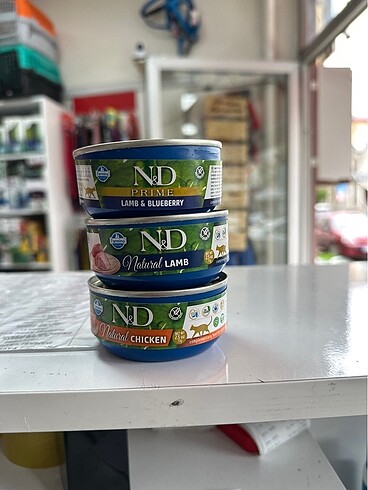 N&D
PRIME
LAMB & BLUEBERRY
N&D
Natural LAMB
N&D
Natural CHICKEN